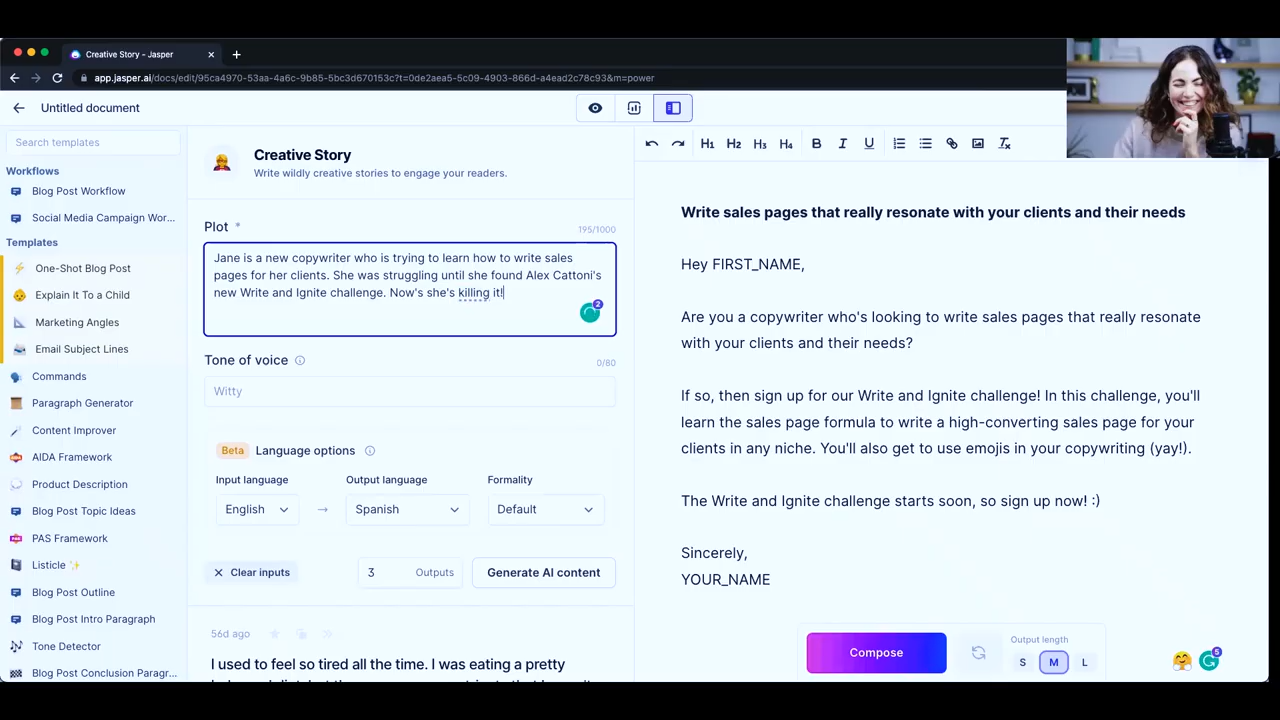 Creative Story – Jasper
app.jasper.ai/docs/edit/95ca4970-53aa-4a6c-9b85-5bc3d670153c?t=0de2aea5-5c09-4903-866d-a4ead2c78c93&m=power
Untitled document
Search templates
Workflows
Blog Post Workflow
Social Media Campaign Wor...
Templates
One-Shot Blog Post
Explain It To a Child
Marketing Angles
Email Subject Lines
Commands
Paragraph Generator
Content Improver
AIDA Framework
Product Description
Blog Post Topic Ideas
PAS Framework
Listicle ✨
Blog Post Outline
Blog Post Intro Paragraph
Tone Detector
Blog Post Conclusion Paragr...
Creative Story
Write wildly creative stories to engage your readers.
Plot *
195/1000
Jane is a new copywriter who is trying to learn how to write sales
pages for her clients. She was struggling until she found Alex Cattoni's
new Write and Ignite challenge. Now's she's killing it!
2
Tone of voice
0/80
Witty
Beta Language options
Input language Output language Formality
English → Spanish Default
Clear inputs 3 Outputs Generate AI content
56d ago
I used to feel so tired all the time. I was eating a pretty
H1 H2 H3 H4 B I U
Write sales pages that really resonate with your clients and their needs
Hey FIRST_NAME,
Are you a copywriter who's looking to write sales pages that really resonate
with your clients and their needs?
If so, then sign up for our Write and Ignite challenge! In this challenge, you'll
learn the sales page formula to write a high-converting sales page for your
clients in any niche. You'll also get to use emojis in your copywriting (yay!).
The Write and Ignite challenge starts soon, so sign up now! :)
Sincerely,
YOUR_NAME
Compose
Output length
S M L
5